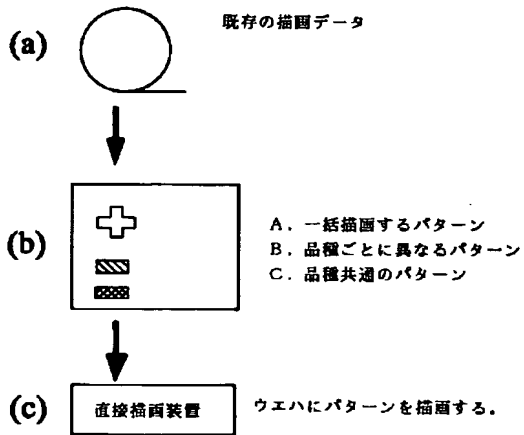 (a)
既存の描画データ
(b)
A. 一括描画するパターン
B. 品種ごとに異なるパターン
C. 品種共通のパターン
(c)
直接描画装置
ウエハにパターンを描画する。